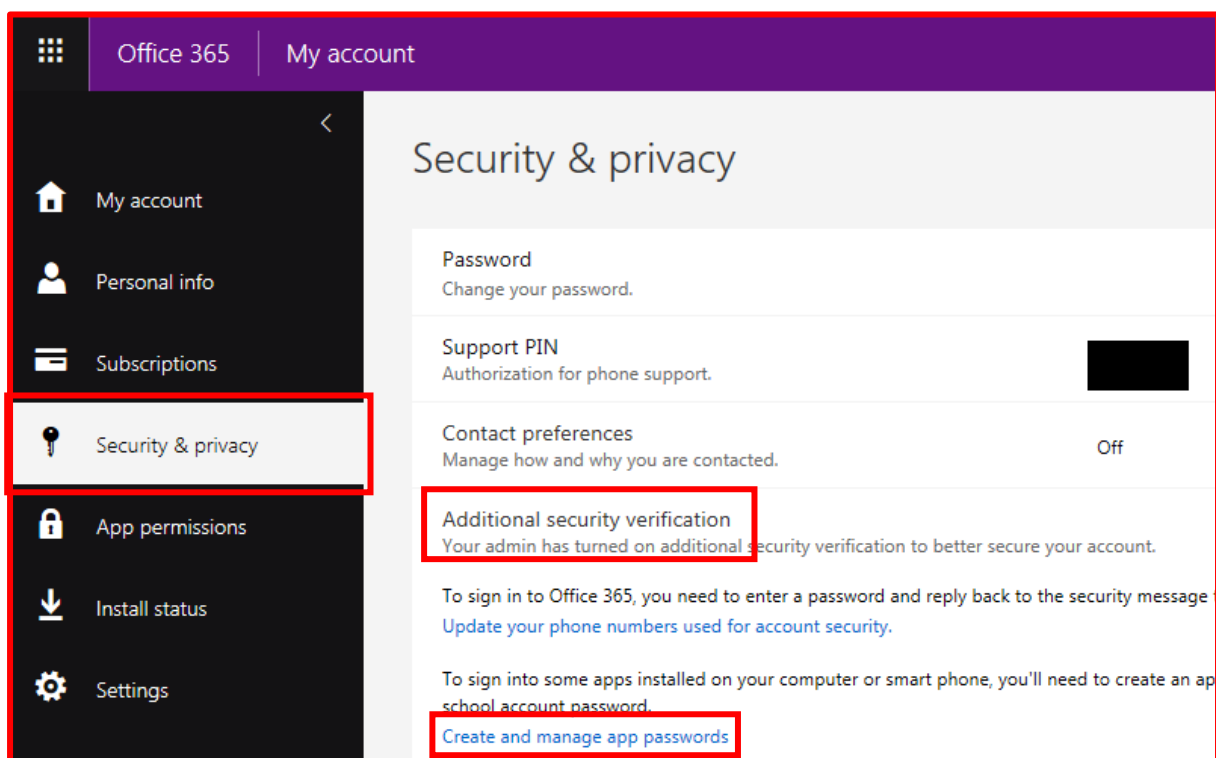 Office 365 My account
My account
Personal info
Subscriptions
Security & privacy
App permissions
Install status
Settings
Security & privacy
Password
Change your password.
Support PIN
Authorization for phone support.
Contact preferences
Manage how and why you are contacted.
Off
Additional security verification
Your admin has turned on additional security verification to better secure your account.
To sign in to Office 365, you need to enter a password and reply back to the security message
Update your phone numbers used for account security.
To sign into some apps installed on your computer or smart phone, you'll need to create an ap
school account password.
Create and manage app passwords